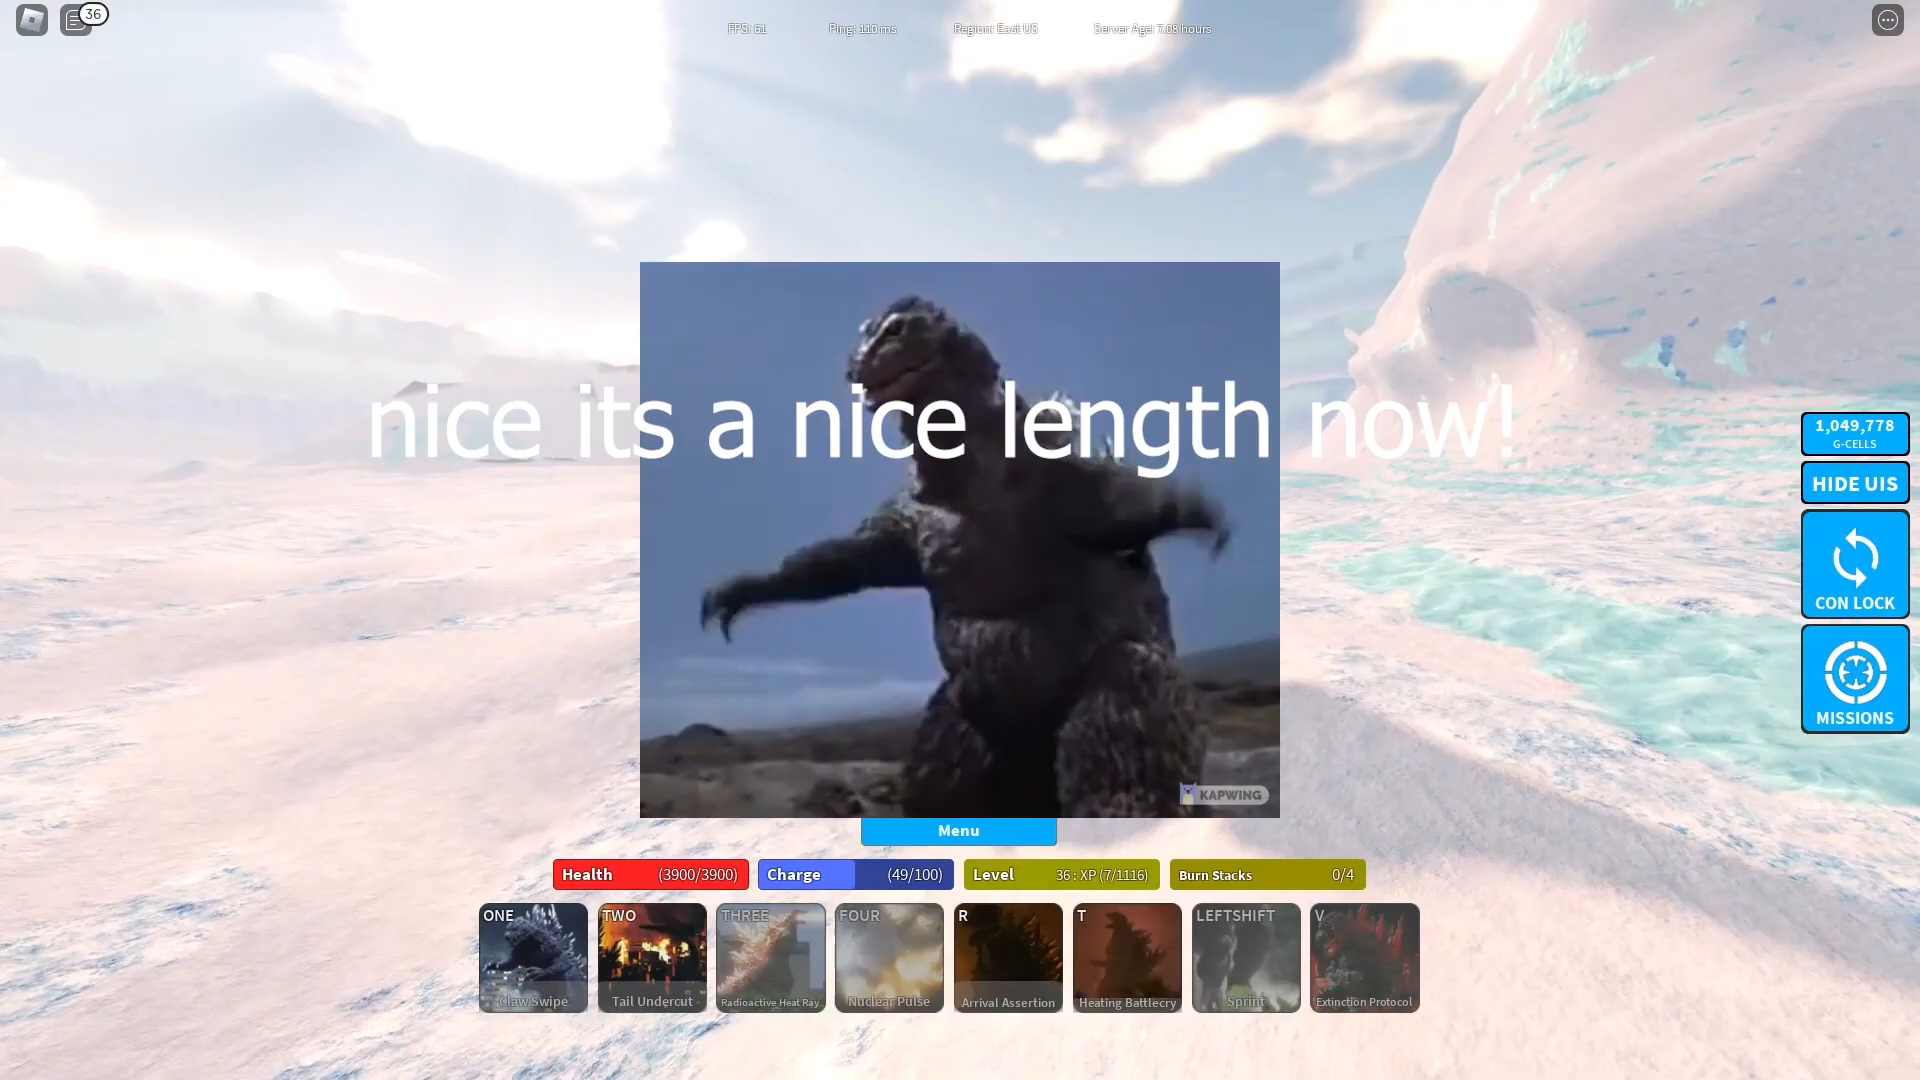 36
FPS: 61
Ping: 110 ms
Region: East US
Server Age: 7.08 hours
nice its a nice length now!
1,049,778
G-CELLS
HIDE UIS
CON LOCK
MISSIONS
KAPWING
Menu
Health (3900/3900)
Charge (49/100)
Level 36 : XP (7/1116)
Burn Stacks 0/4
ONE
TWO
THREE
FOUR
R
T
LEFTSHIFT
V
Claw Swipe
Tail Undercut
Radioactive Heat Ray
Nuclear Pulse
Arrival Assertion
Heating Battlecry
Sprint
Extinction Protocol